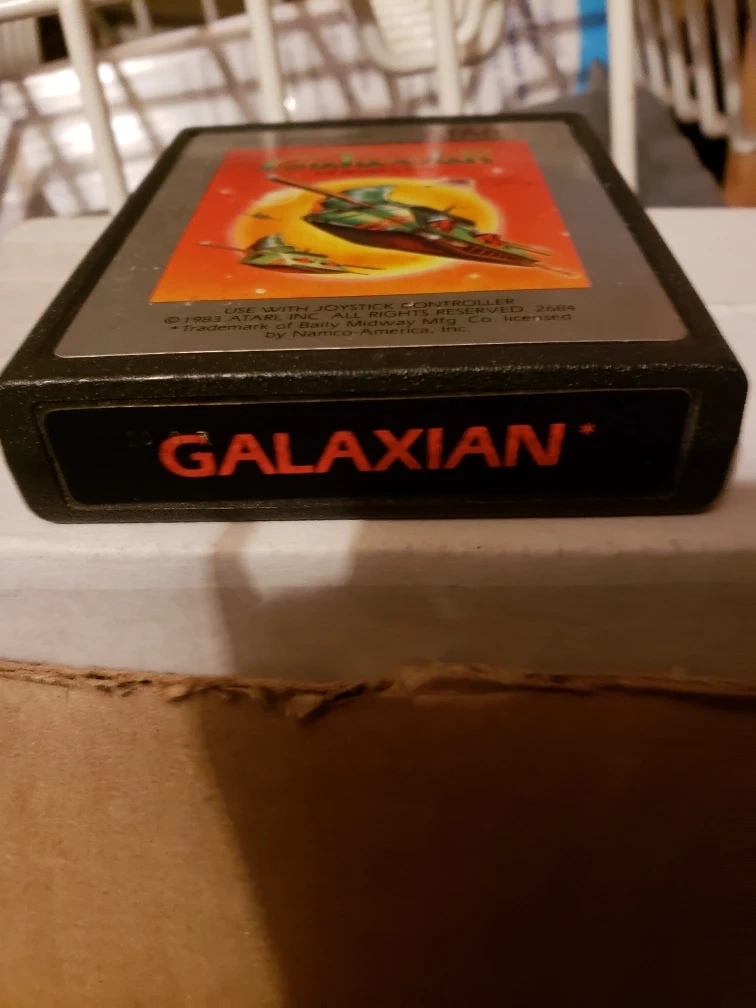 Galaxian
USE WITH JOYSTICK CONTROLLER
© 1983 ATARI, INC. ALL RIGHTS RESERVED 2684
*Trademark of Bally Midway Mfg. Co. licensed
by Namco-America, Inc.
GALAXIAN*